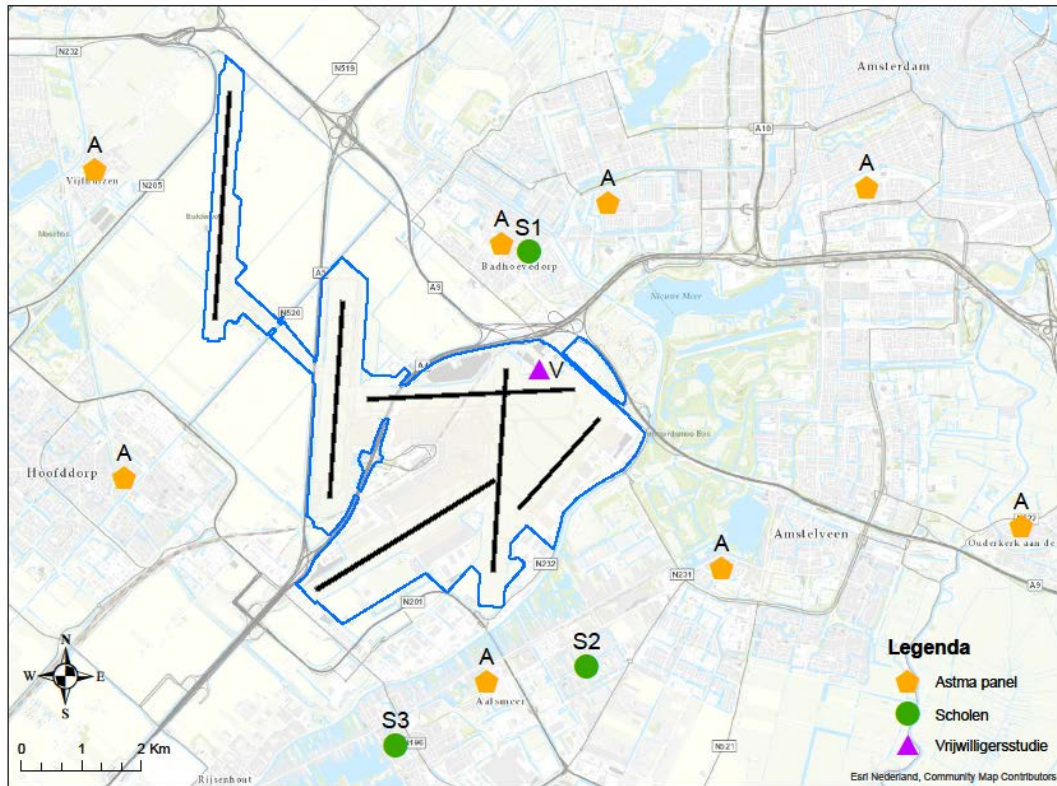 N232
N519
Amsterdam
A10
A
Vijfhuizen
N205
A
A
A
S1
Badhoevedorp
A5
A9
Nieuwe Meer
N520
A4
V
A
Hoofddorp
Amsterdamse Bos
Amstelveen
A
Ouderkerk aan de
A
N232
N231
A9
N201
S2
A
Aalsmeer
S3
N196
N521
Rijsenhout
N
W E
S
0 1 2 Km
Legenda
Astma panel
Scholen
Vrijwilligersstudie
Esri Nederland, Community Map Contributors